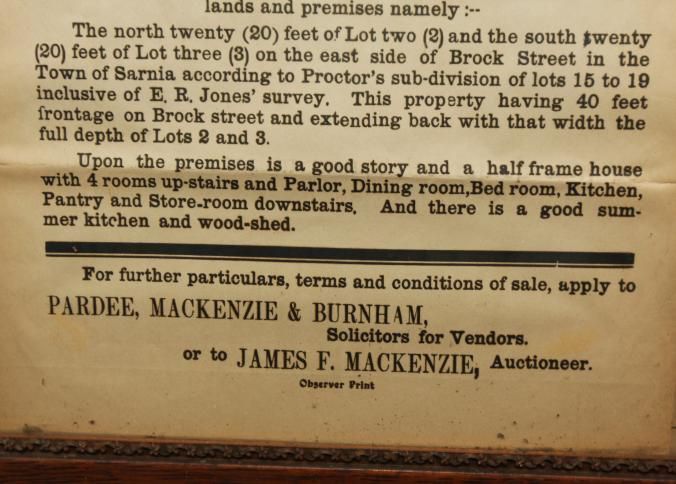 lands and premises namely :--
The north twenty (20) feet of Lot two (2) and the south twenty
(20) feet of Lot three (3) on the east side of Brock Street in the
Town of Sarnia according to Proctor's sub-division of lots 15 to 19
inclusive of E. R. Jones' survey. This property having 40 feet
frontage on Brock street and extending back with that width the
full depth of Lots 2 and 3.
Upon the premises is a good story and a half frame house
with 4 rooms up-stairs and Parlor, Dining room,Bed room, Kitchen,
Pantry and Store-room downstairs. And there is a good sum-
mer kitchen and wood-shed.
For further particulars, terms and conditions of sale, apply to
PARDEE, MACKENZIE & BURNHAM,
Solicitors for Vendors.
or to JAMES F. MACKENZIE, Auctioneer.
Observer Print